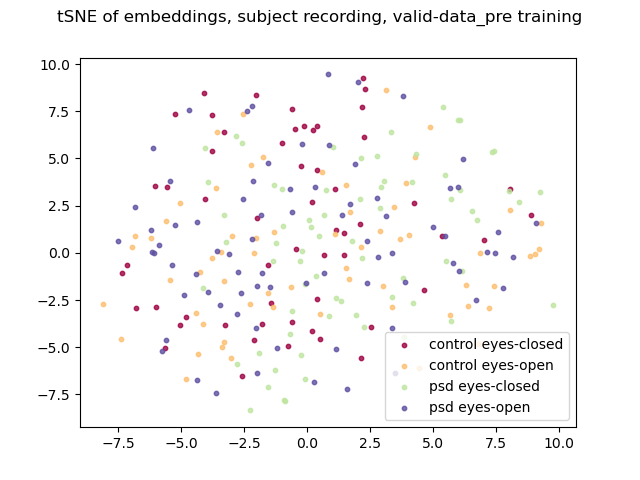 tSNE of embeddings, subject recording, valid-data_pre training
10.0
7.5
5.0
2.5
0.0
−2.5
−5.0
−7.5
−7.5 −5.0 −2.5 0.0 2.5 5.0 7.5 10.0
control eyes-closed
control eyes-open
psd eyes-closed
psd eyes-open